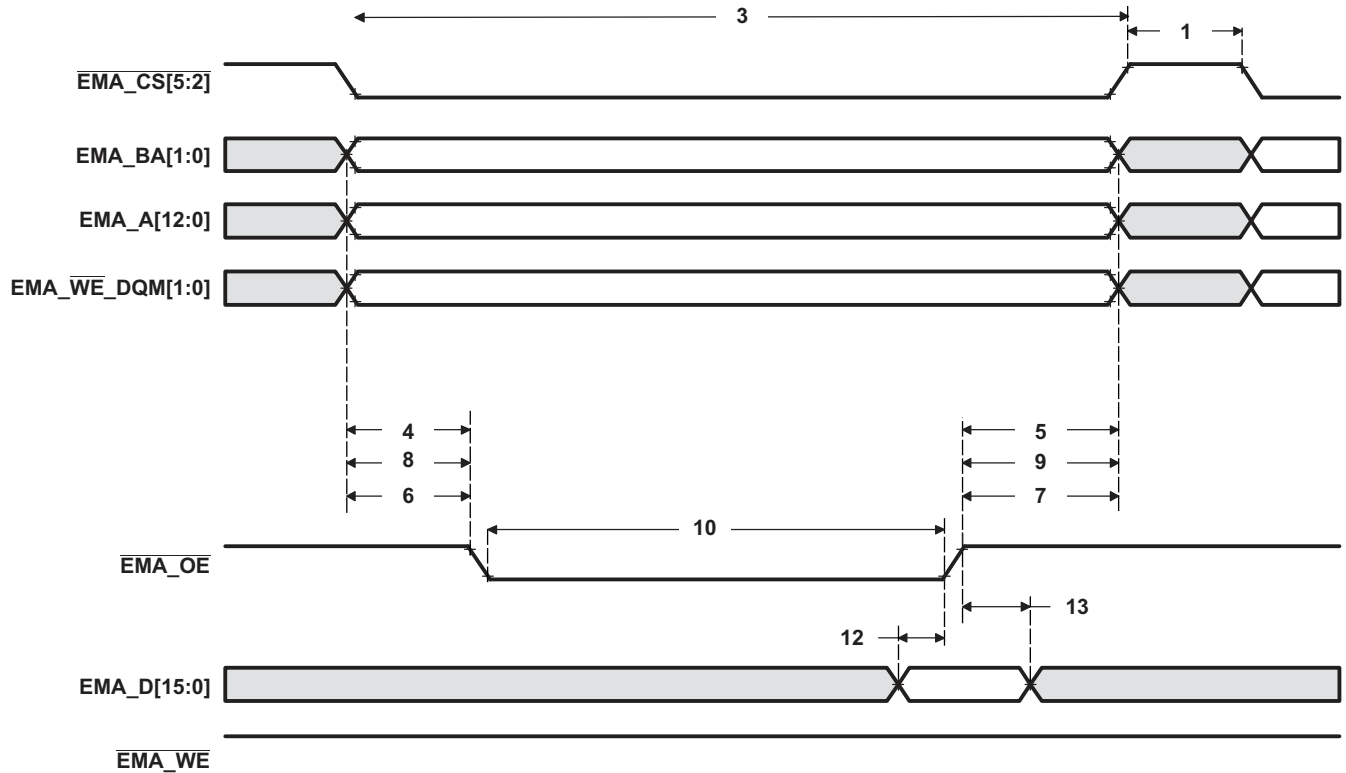 3
1
EMA_CS[5:2]
EMA_BA[1:0]
EMA_A[12:0]
EMA_WE_DQM[1:0]
4
5
8
9
6
7
10
EMA_OE
13
12
EMA_D[15:0]
EMA_WE